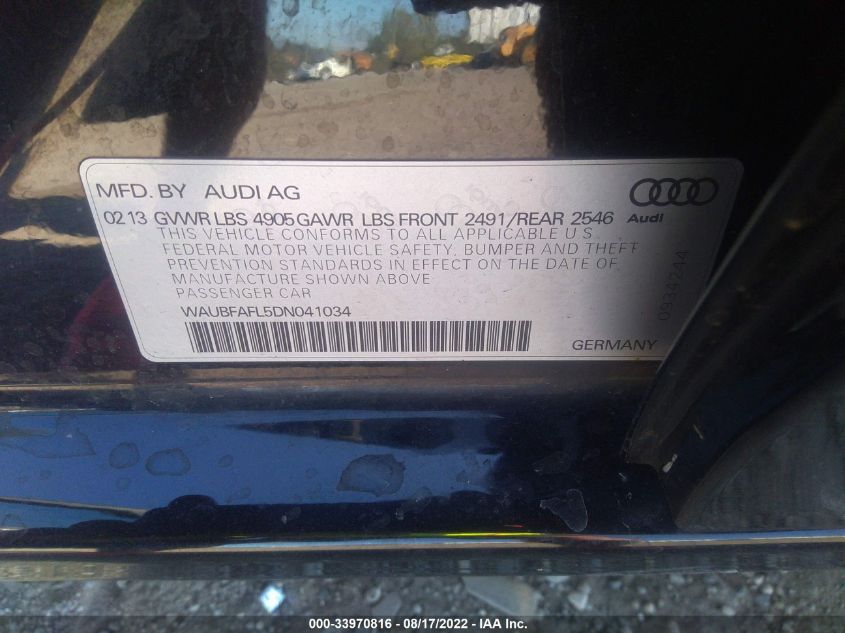 MFD. BY AUDI AG
02 13 GVWR LBS 4905 GAWR LBS FRONT 2491/REAR 2546
Audi
THIS VEHICLE CONFORMS TO ALL APPLICABLE U.S.
FEDERAL MOTOR VEHICLE SAFETY, BUMPER AND THEFT
PREVENTION STANDARDS IN EFFECT ON THE DATE OF
MANUFACTURE SHOWN ABOVE
PASSENGER CAR
WAUBFAFL5DN041034
GERMANY
0934244
000-33970816 - 08/17/2022 - IAA Inc.